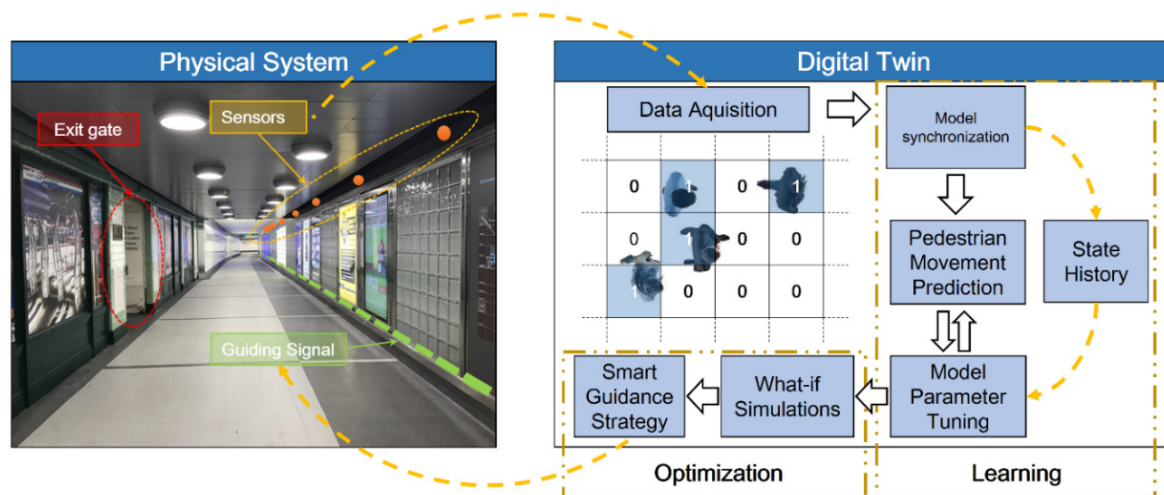 Physical System
Exit gate
Sensors
Guiding Signal
Digital Twin
Data Aquisition
Model
synchronization
0 1 0 1
0 1 0 0
1 0 0 0
Pedestrian
Movement
Prediction
State
History
Smart
Guidance
Strategy
What-if
Simulations
Model
Parameter
Tuning
Optimization
Learning